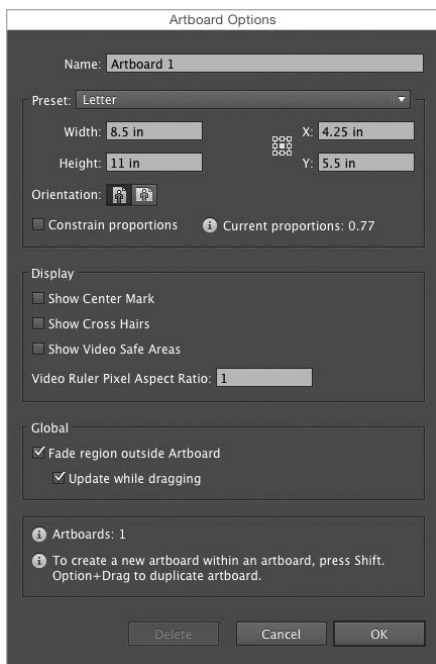 Artboard Options
Name: Artboard 1
Preset: Letter
Width: 8.5 in
X: 4.25 in
Height: 11 in
Y: 5.5 in
Orientation:
Constrain proportions
Current proportions: 0.77
Display
Show Center Mark
Show Cross Hairs
Show Video Safe Areas
Video Ruler Pixel Aspect Ratio: 1
Global
Fade region outside Artboard
Update while dragging
Artboards: 1
To create a new artboard within an artboard, press Shift.
Option+Drag to duplicate artboard.
Delete
Cancel
OK